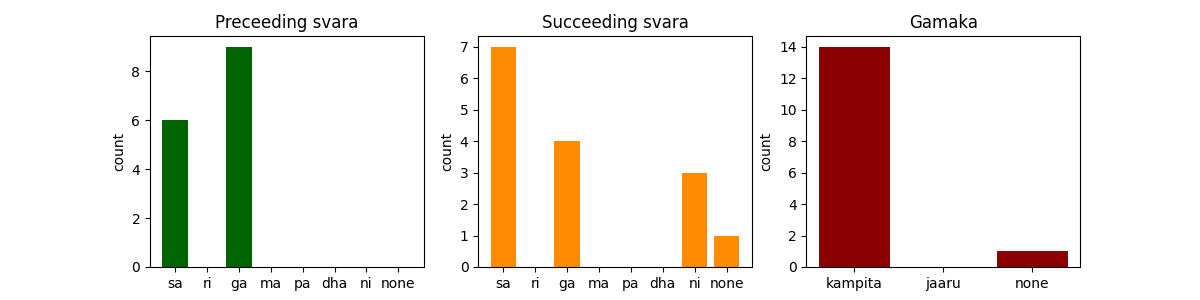 Preceeding svara
count
8
6
4
2
0
sa ri ga ma pa dha ni none
Succeeding svara
count
7
6
5
4
3
2
1
0
sa ri ga ma pa dha ni none
Gamaka
count
14
12
10
8
6
4
2
0
kampita jaaru none